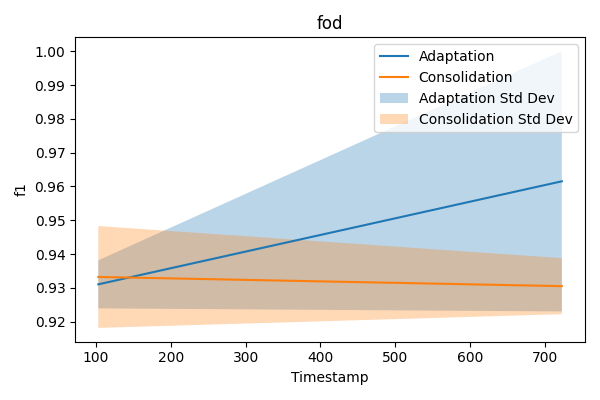 fod
1.00
0.99
0.98
0.97
0.96
0.95
0.94
0.93
0.92
f1
100
200
300
400
500
600
700
Timestamp
Adaptation
Consolidation
Adaptation Std Dev
Consolidation Std Dev